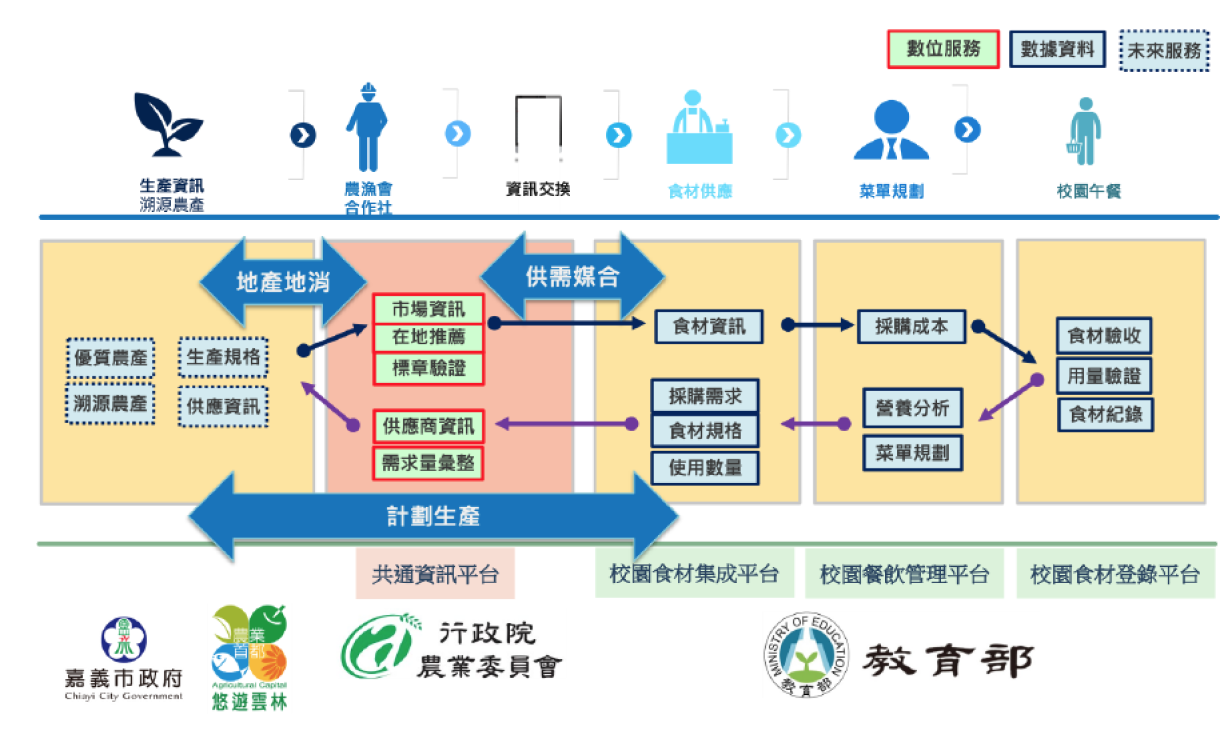 數位服務
數據資料
未來服務
生產資訊
溯源農產
農漁會
合作社
資訊交換
食材供應
菜單規劃
校園午餐
地產地消
供需媒合
市場資訊
在地推薦
標章驗證
食材資訊
採購成本
食材驗收
用量驗證
食材紀錄
優質農產
生產規格
溯源農產
供應資訊
供應商資訊
需求量彙整
採購需求
食材規格
使用數量
營養分析
菜單規劃
計劃生產
共通資訊平台
校園食材集成平台
校園餐飲管理平台
校園食材登錄平台
嘉義市政府
Chiayi City Government
農業
首都
Agricultural Capital
悠遊雲林
行政院
農業委員會
MINISTRY OF EDUCATION
教育部
教育部